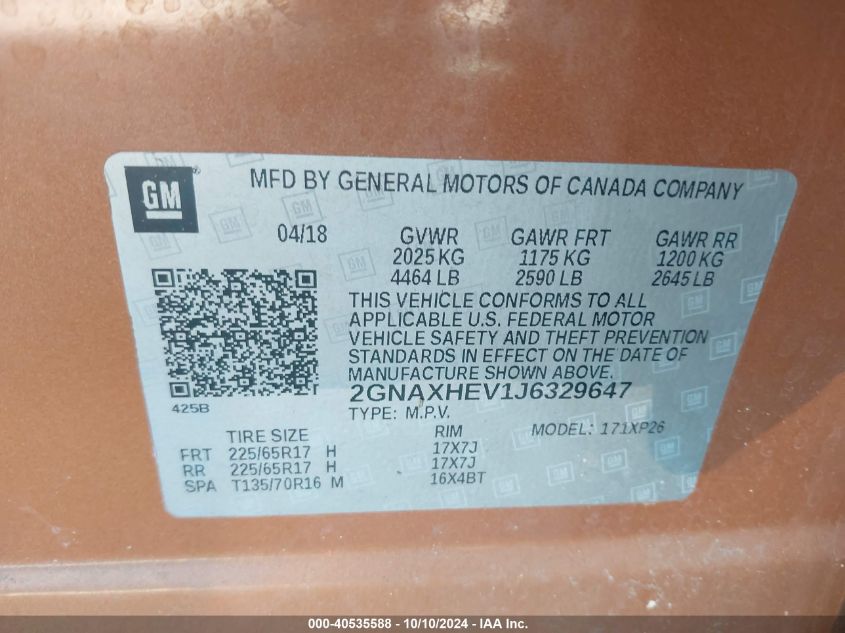 GM ®
MFD BY GENERAL MOTORS OF CANADA COMPANY
04/18 GVWR GAWR FRT GAWR RR
2025 KG 1175 KG 1200 KG
4464 LB 2590 LB 2645 LB
THIS VEHICLE CONFORMS TO ALL
APPLICABLE U.S. FEDERAL MOTOR
VEHICLE SAFETY AND THEFT PREVENTION
STANDARDS IN EFFECT ON THE DATE OF
MANUFACTURE SHOWN ABOVE.
2GNAXHEV1J6329647
425B
TYPE: M.P.V. MODEL: 171XP26
TIRE SIZE RIM
FRT 225/65R17 H 17X7J
RR 225/65R17 H 17X7J
SPA T135/70R16 M 16X4BT
000-40535588 - 10/10/2024 - IAA Inc.